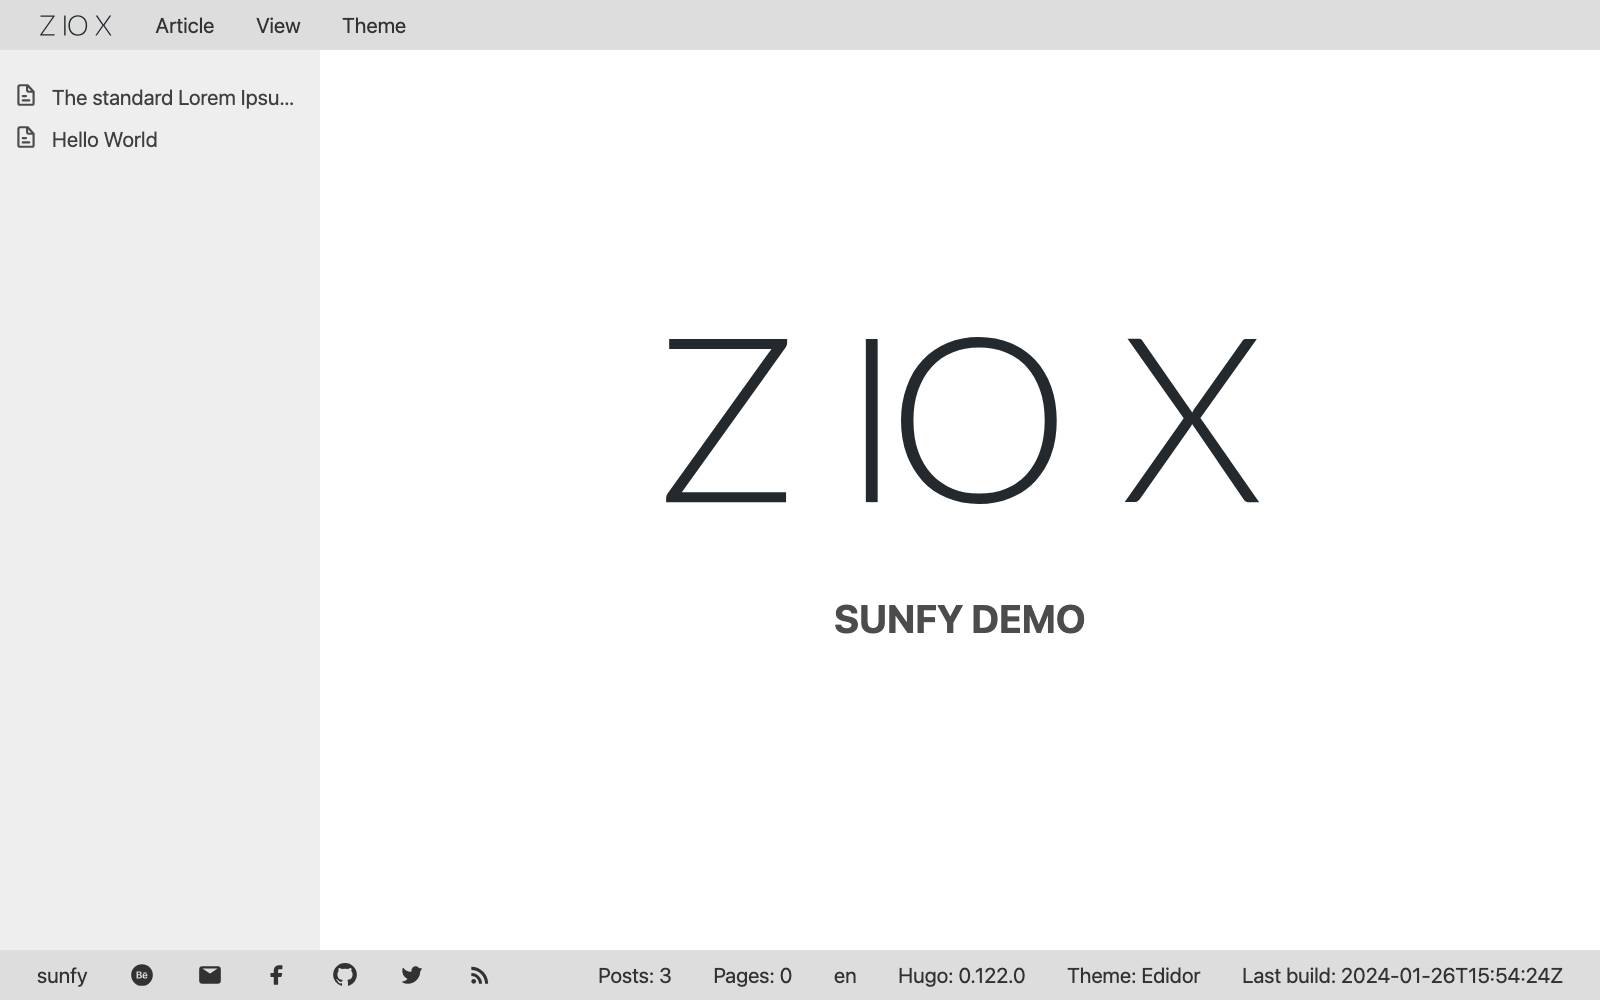 Z IO X Article View Theme
The standard Lorem Ipsu...
Hello World
Z IO X
SUNFY DEMO
sunfy Bē Posts: 3 Pages: 0 en Hugo: 0.122.0 Theme: Edidor Last build: 2024-01-26T15:54:24Z